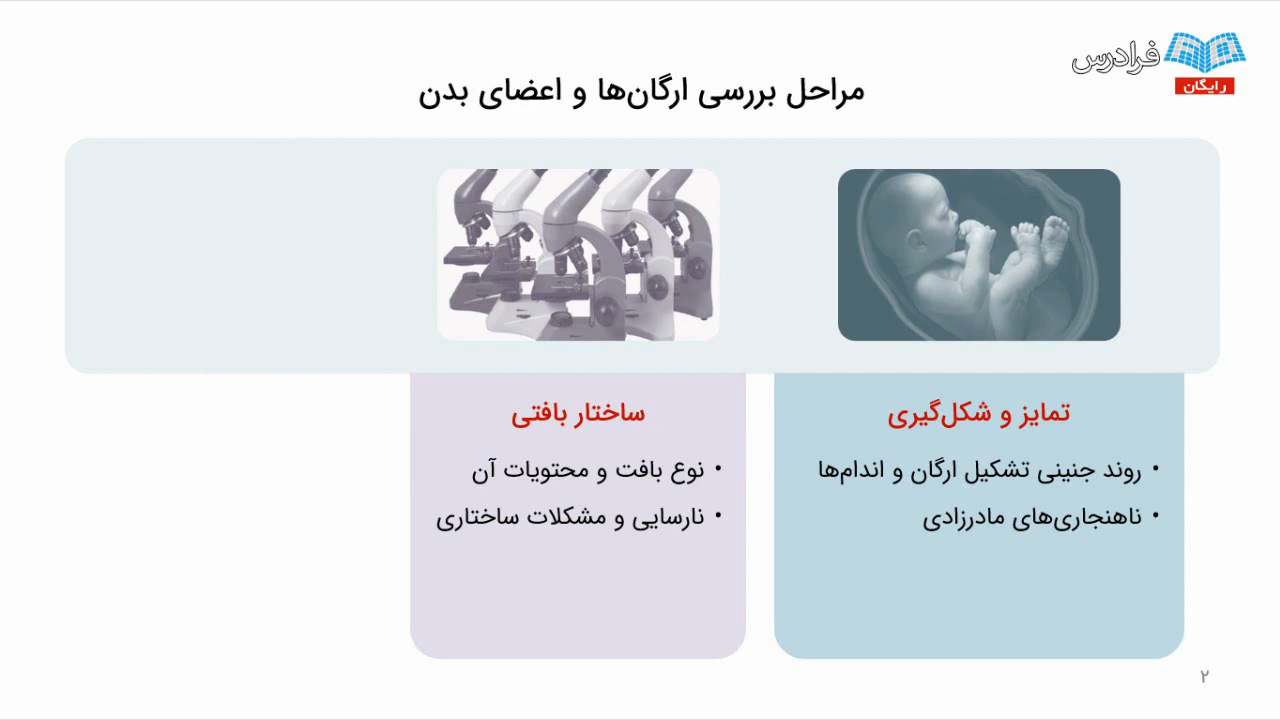 فرادرس
رایگان
مراحل بررسی ارگان‌ها و اعضای بدن
تمایز و شکل‌گیری
• روند جنینی تشکیل ارگان و اندام‌ها
• ناهنجاری‌های مادرزادی
ساختار بافتی
• نوع بافت و محتویات آن
• نارسایی و مشکلات ساختاری
۲